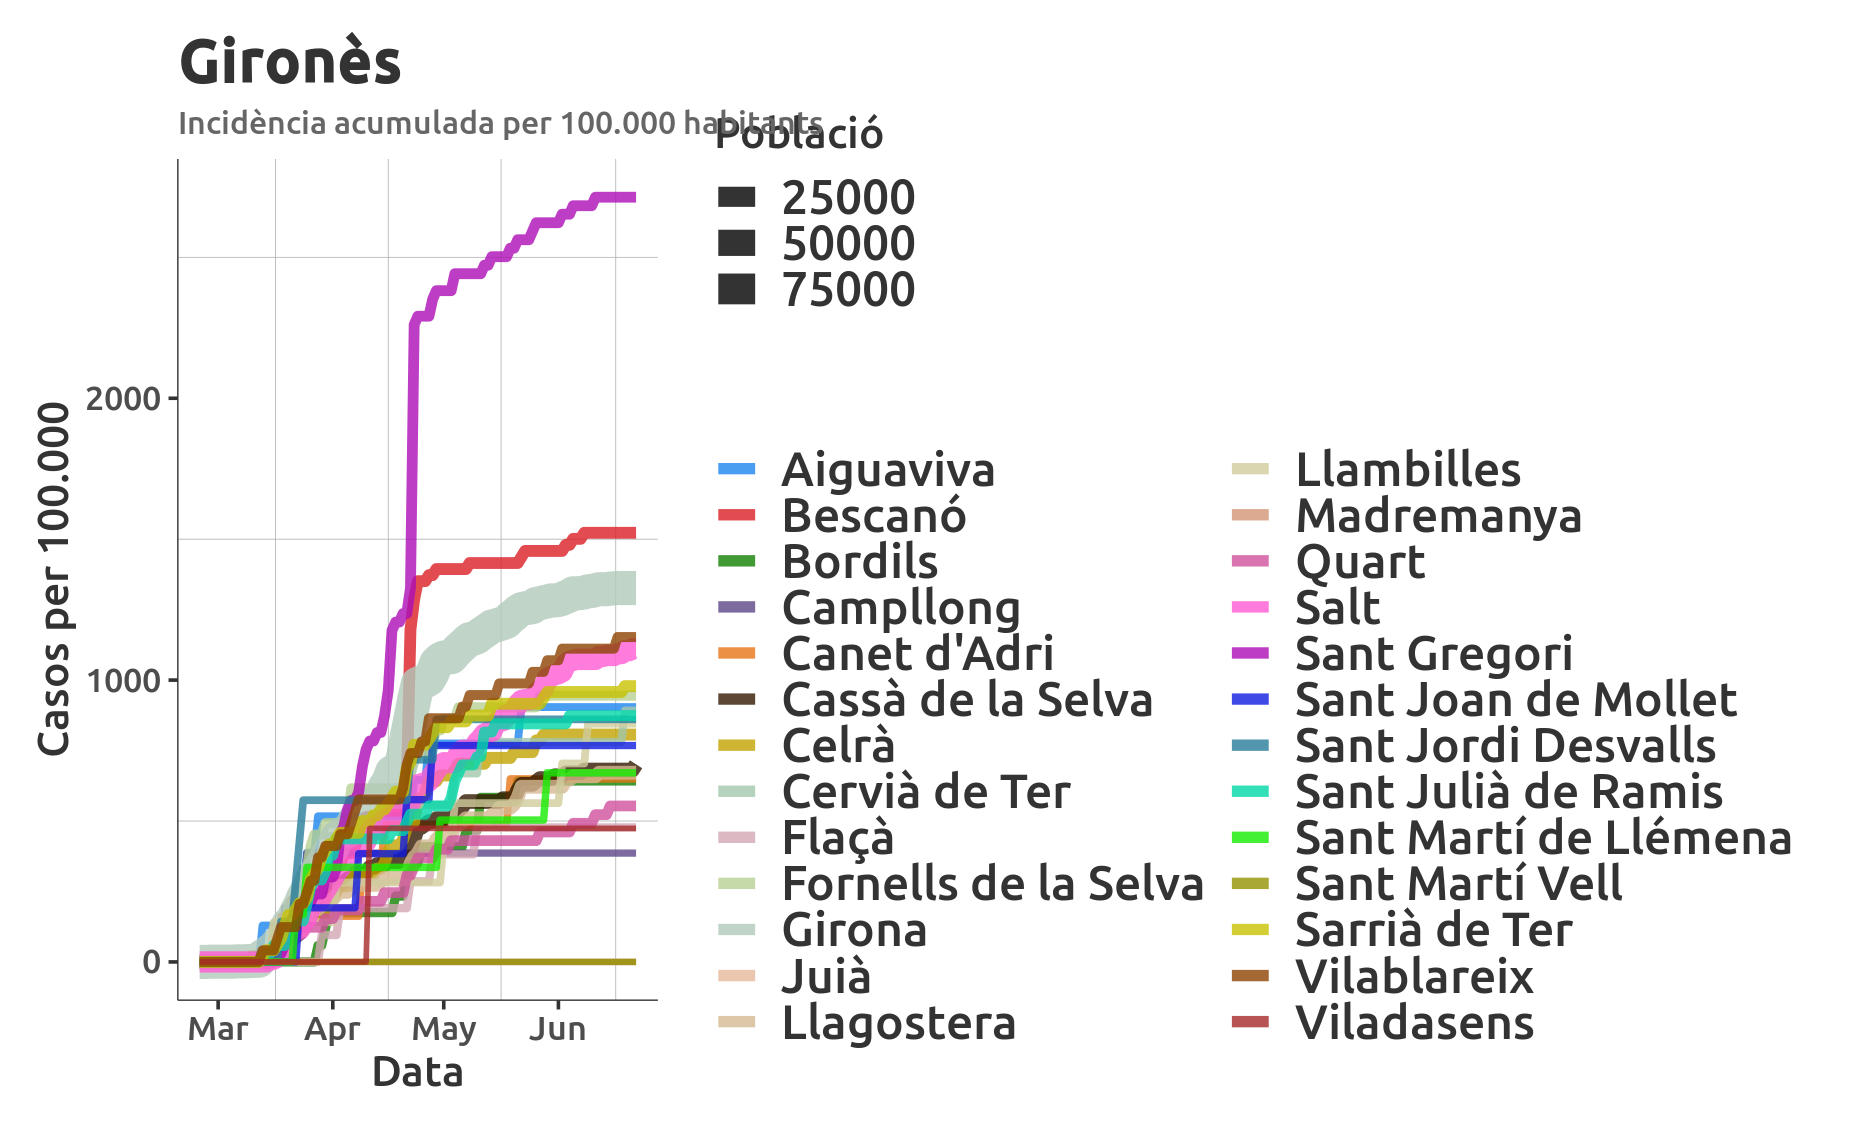 Gironès
Incidència acumulada per 100.000 habitants
Població
25000
50000
75000
Casos per 100.000
2000
1000
0
Mar Apr May Jun
Data
Aiguaviva
Bescanó
Bordils
Campllong
Canet d'Adri
Cassà de la Selva
Celrà
Cervià de Ter
Flaçà
Fornells de la Selva
Girona
Juià
Llagostera
Llambilles
Madremanya
Quart
Salt
Sant Gregori
Sant Joan de Mollet
Sant Jordi Desvalls
Sant Julià de Ramis
Sant Martí de Llémena
Sant Martí Vell
Sarrià de Ter
Vilablareix
Viladasens